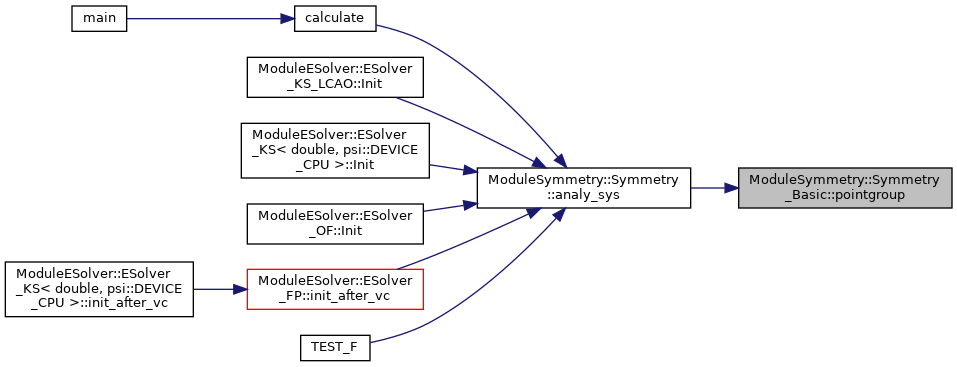 main
calculate
ModuleESolver::ESolver
_KS_LCAO::Init
ModuleESolver::ESolver
_KS< double, psi::DEVICE
_CPU >::Init
ModuleSymmetry::Symmetry
::analy_sys
ModuleSymmetry::Symmetry
_Basic::pointgroup
ModuleESolver::ESolver
_OF::Init
ModuleESolver::ESolver
_KS< double, psi::DEVICE
_CPU >::init_after_vc
ModuleESolver::ESolver
_FP::init_after_vc
TEST_F